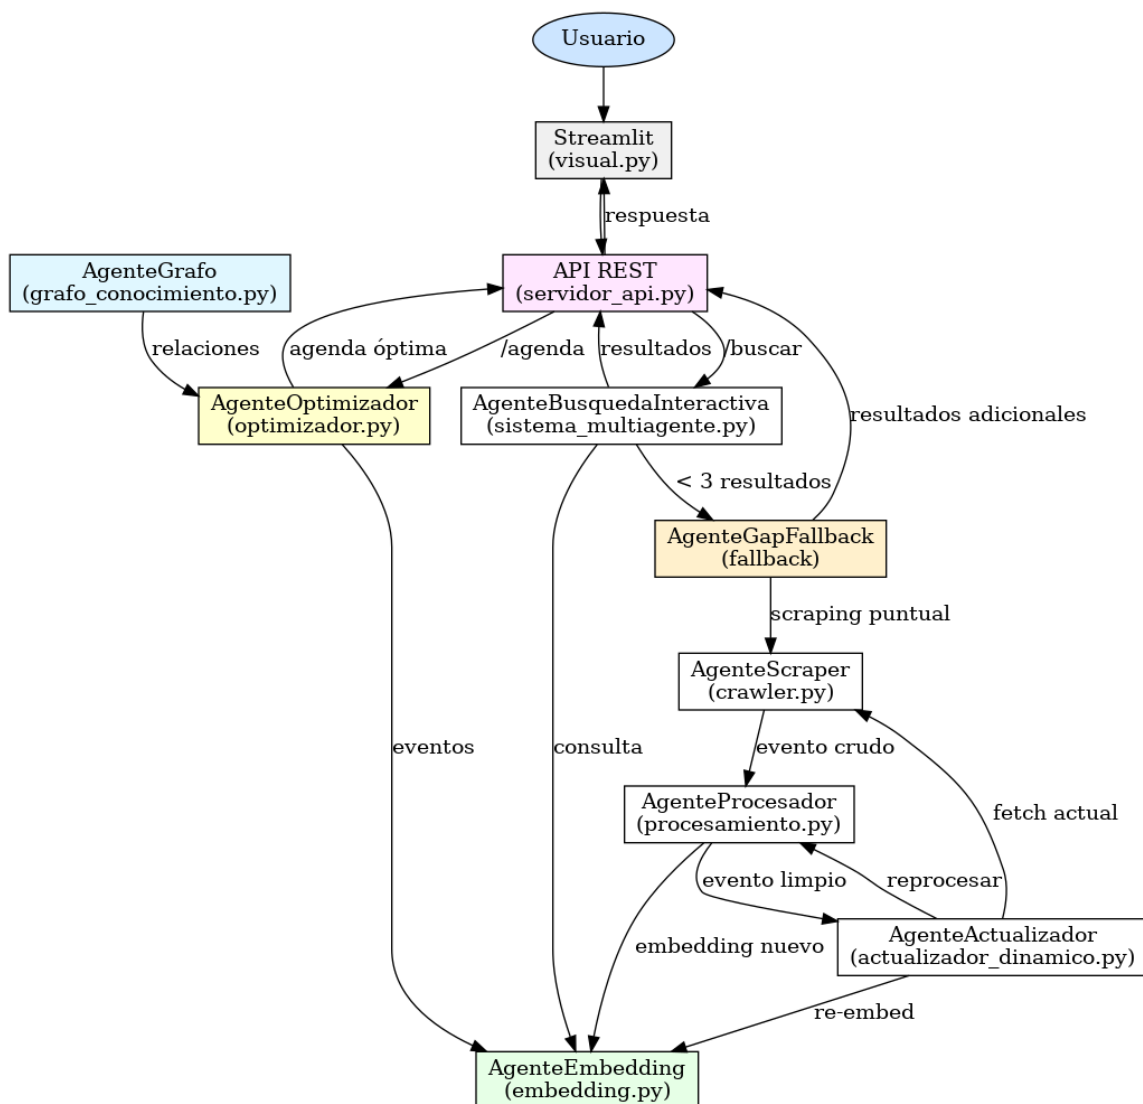 Usuario
Streamlit
(visual.py)
respuesta
AgenteGrafo
(grafo_conocimiento.py)
API REST
(servidor_api.py)
relaciones
agenda óptima
/agenda
resultados
/buscar
AgenteOptimizador
(optimizador.py)
AgenteBusquedaInteractiva
(sistema_multiagente.py)
resultados adicionales
< 3 resultados
AgenteGapFallback
(fallback)
scraping puntual
AgenteScraper
(crawler.py)
eventos
consulta
evento crudo
AgenteProcesador
(procesamiento.py)
fetch actual
evento limpio
reprocesar
embedding nuevo
AgenteActualizador
(actualizador_dinamico.py)
re-embed
AgenteEmbedding
(embedding.py)